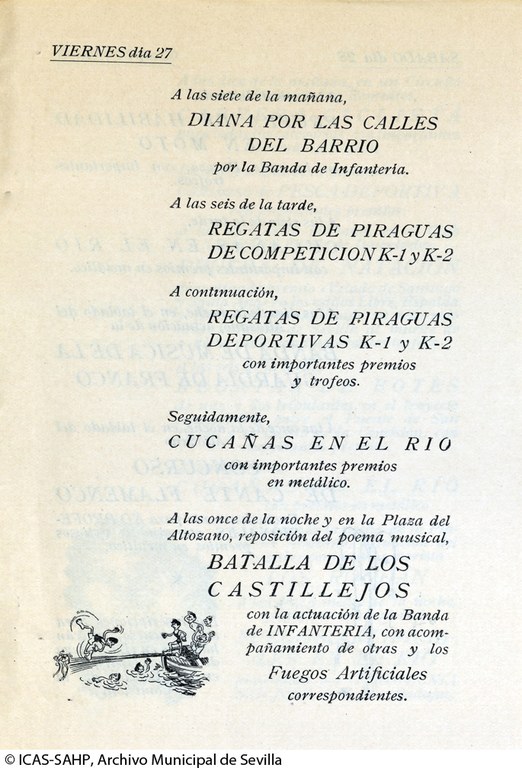 VIERNES día 27
A las siete de la mañana,
DIANA POR LAS CALLES
DEL BARRIO
por la Banda de Infantería.
A las seis de la tarde,
REGATAS DE PIRAGUAS
DE COMPETICION K-1 y K-2
A continuación,
REGATAS DE PIRAGUAS
DEPORTIVAS K-1 y K-2
con importantes premios
y trofeos.
Seguidamente,
CUCAÑAS EN EL RIO
con importantes premios
en metálico.
A las once de la noche y en la Plaza del
Altozano, reposición del poema musical,
BATALLA DE LOS
CASTILLEJOS
con la actuación de la Banda
de INFANTERIA, con acom-
pañamiento de otras y los
Fuegos Artificiales
correspondientes.
© ICAS-SAHP, Archivo Municipal de Sevilla